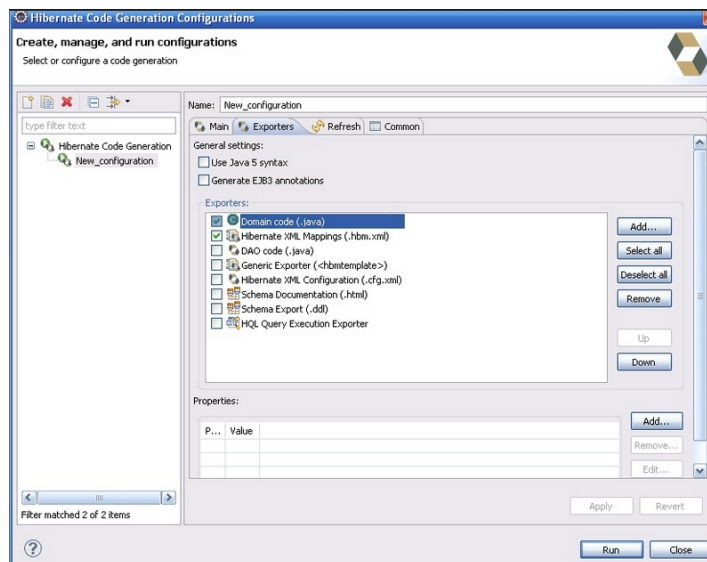 Hibernate Code Generation Configurations
Create, manage, and run configurations
Select or configure a code generation
type filter text
Hibernate Code Generation
New_configuration
Filter matched 2 of 2 items
Name: New_configuration
Main Exporters Refresh Common
General settings:
Use Java 5 syntax
Generate EJB3 annotations
Exporters:
Domain code (.java)
Hibernate XML Mappings (.hbm.xml)
DAO code (.java)
Generic Exporter (<hbmtemplate>)
Hibernate XML Configuration (.cfg.xml)
Schema Documentation (.html)
Schema Export (.ddl)
HQL Query Execution Exporter
Add...
Select all
Deselect all
Remove
Up
Down
Properties:
P... Value
Add...
Remove...
Edit...
Apply Revert
Run Close